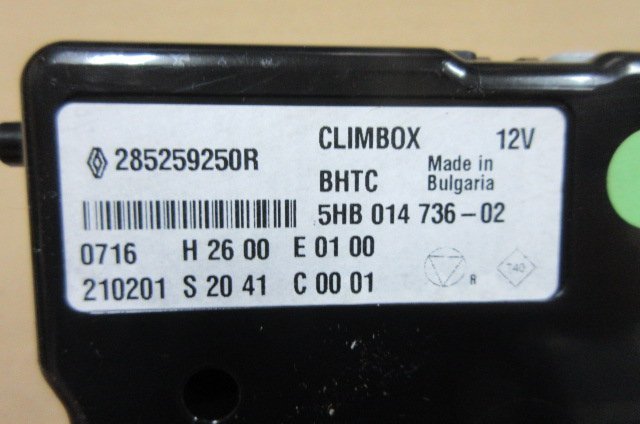 285259250R
CLIMBOX 12V
BHTC
Made in
Bulgaria
5HB 014 736-02
0716 H 26 00 E 01 00
210201 S 20 41 C 00 01
R
T40